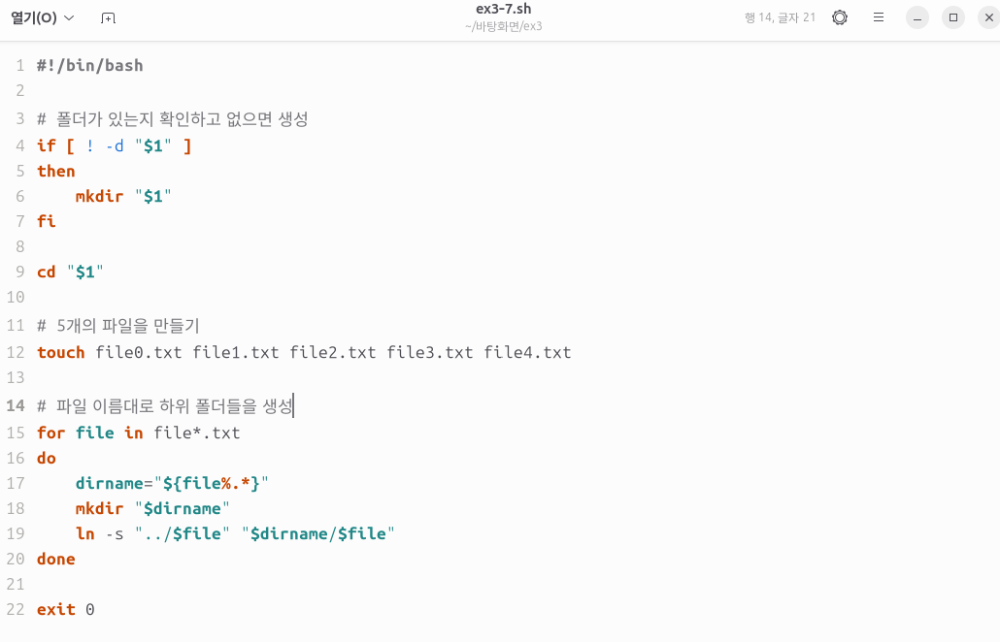 열기(O)
ex3-7.sh
~/바탕화면/ex3
행 14, 글자 21
1 #!/bin/bash
2
3 # 폴더가 있는지 확인하고 없으면 생성
4 if [ ! -d "$1" ]
5 then
6     mkdir "$1"
7 fi
8
9 cd "$1"
10
11 # 5개의 파일을 만들기
12 touch file0.txt file1.txt file2.txt file3.txt file4.txt
13
14 # 파일 이름대로 하위 폴더들을 생성
15 for file in file*.txt
16 do
17     dirname="${file%.*}"
18     mkdir "$dirname"
19     ln -s "../$file" "$dirname/$file"
20 done
21
22 exit 0